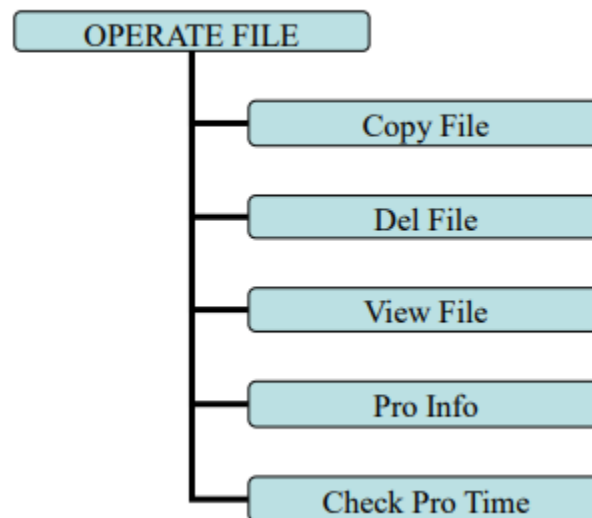 OPERATE FILE
Copy File
Del File
View File
Pro Info
Check Pro Time